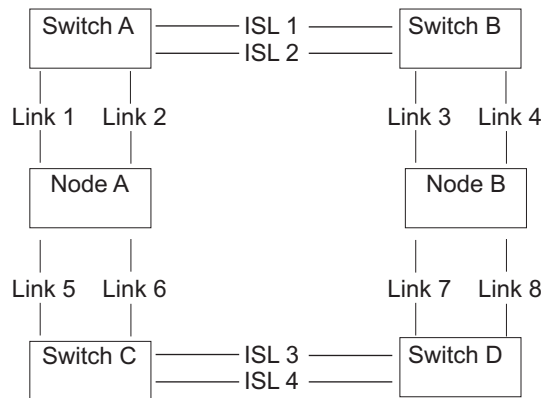 Switch A ISL 1 Switch B
ISL 2
Link 1 Link 2 Link 3 Link 4
Node A Node B
Link 5 Link 6 Link 7 Link 8
Switch C ISL 3 Switch D
ISL 4